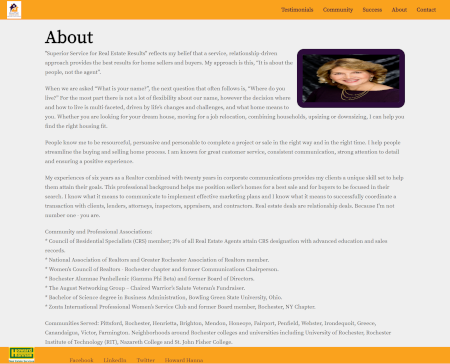 Testimonials Community Success About Contact
About
"Superior Service for Real Estate Results" reflects my belief that a service, relationship driven
approach provides the best results for home sellers and buyers. My approach is this, "It is about the
people, not the agent".
When we are asked "What is your name?", the next question that often follows is, "Where do you
live?" For the most part there is not a lot of flexibility about our name, however the decision where
and how to live is multi faceted, driven by life's changes and challenges, and what home means to
you. Whether you are looking for your dream house, moving for a job relocation, combining households, upsizing or downsizing, I can help you
find the right housing fit.
People know me to be resourceful, persuasive and personable to complete a project or sale in the right way and in the right time. I help people
streamline the buying and selling home process. I am known for great customer service, consistent communication, strong attention to detail
and ensuring a positive experience.
My experiences of six years as a Realtor combined with twenty years in corporate communications provides my clients a unique skill set to help
them attain their goals. This professional background helps me position seller's homes for a best sale and for buyers to be focused in their
search. I know what it means to communicate to implement effective marketing plans and I know what it means to successfully coordinate a
transaction with clients, lenders, attorneys, inspectors, appraisers, and contractors. Real estate deals are relationship deals. Because I'm not
number one - you are.
Community and Professional Associations:
* Council of Residential Specialists (CRS) member; 3% of all Real Estate Agents attain CRS designation with advanced education and sales
records.
* National Association of Realtors and Greater Rochester Association of Realtors member.
* Women's Council of Realtors - Rochester chapter and former Communications Chairperson.
* Rochester Alumnae Panhellenic (Gamma Phi Beta) and former Board of Directors.
* The August Networking Group - Chaired Warrior's Salute Veteran's Fundraiser.
* Bachelor of Science degree in Business Administration, Bowling Green State University, Ohio.
* Zonta International Professional Women's Service Club and former Board member, Rochester, NY Chapter.
Communities Served: Pittsford, Rochester, Henrietta, Brighton, Mendon, Honeoye, Fairport, Penfield, Webster, Irondequoit, Greece,
Canandaigua, Victor, Farmington. Neighborhoods around Rochester colleges and universities including University of Rochester, Rochester
Institute of Technology (RIT), Nazareth College and St. John Fisher College.
Howard Hanna
Facebook LinkedIn Twitter Howard Hanna